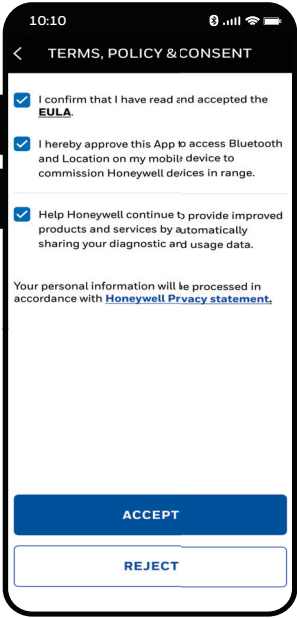 10:10
TERMS, POLICY & CONSENT
I confirm that I have read and accepted the
EULA.
I hereby approve this App to access Bluetooth
and Location on my mobile device to
commission Honeywell devices in range.
Help Honeywell continue to provide improved
products and services by automatically
sharing your diagnostic and usage data.
Your personal information will be processed in
accordance with Honeywell Privacy statement.
ACCEPT
REJECT